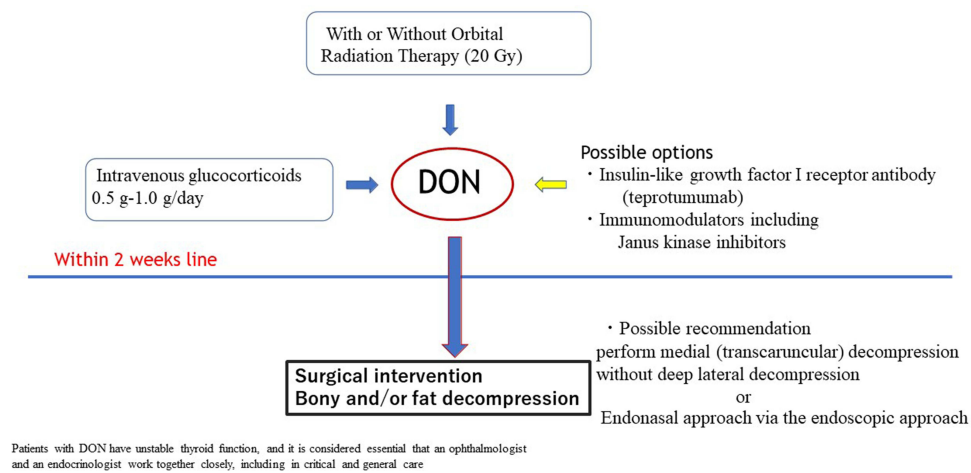 With or Without Orbital
Radiation Therapy (20 Gy)
Intravenous glucocorticoids
0.5 g-1.0 g/day
DON
Possible options
・Insulin-like growth factor I receptor antibody
(teprotumumab)
・Immunomodulators including
Janus kinase inhibitors
Within 2 weeks line
Surgical intervention
Bony and/or fat decompression
・Possible recommendation
perform medial (transcaruncular) decompression
without deep lateral decompression
or
Endonasal approach via the endoscopic approach
Patients with DON have unstable thyroid function, and it is considered essential that an ophthalmologist
and an endocrinologist work together closely, including in critical and general care